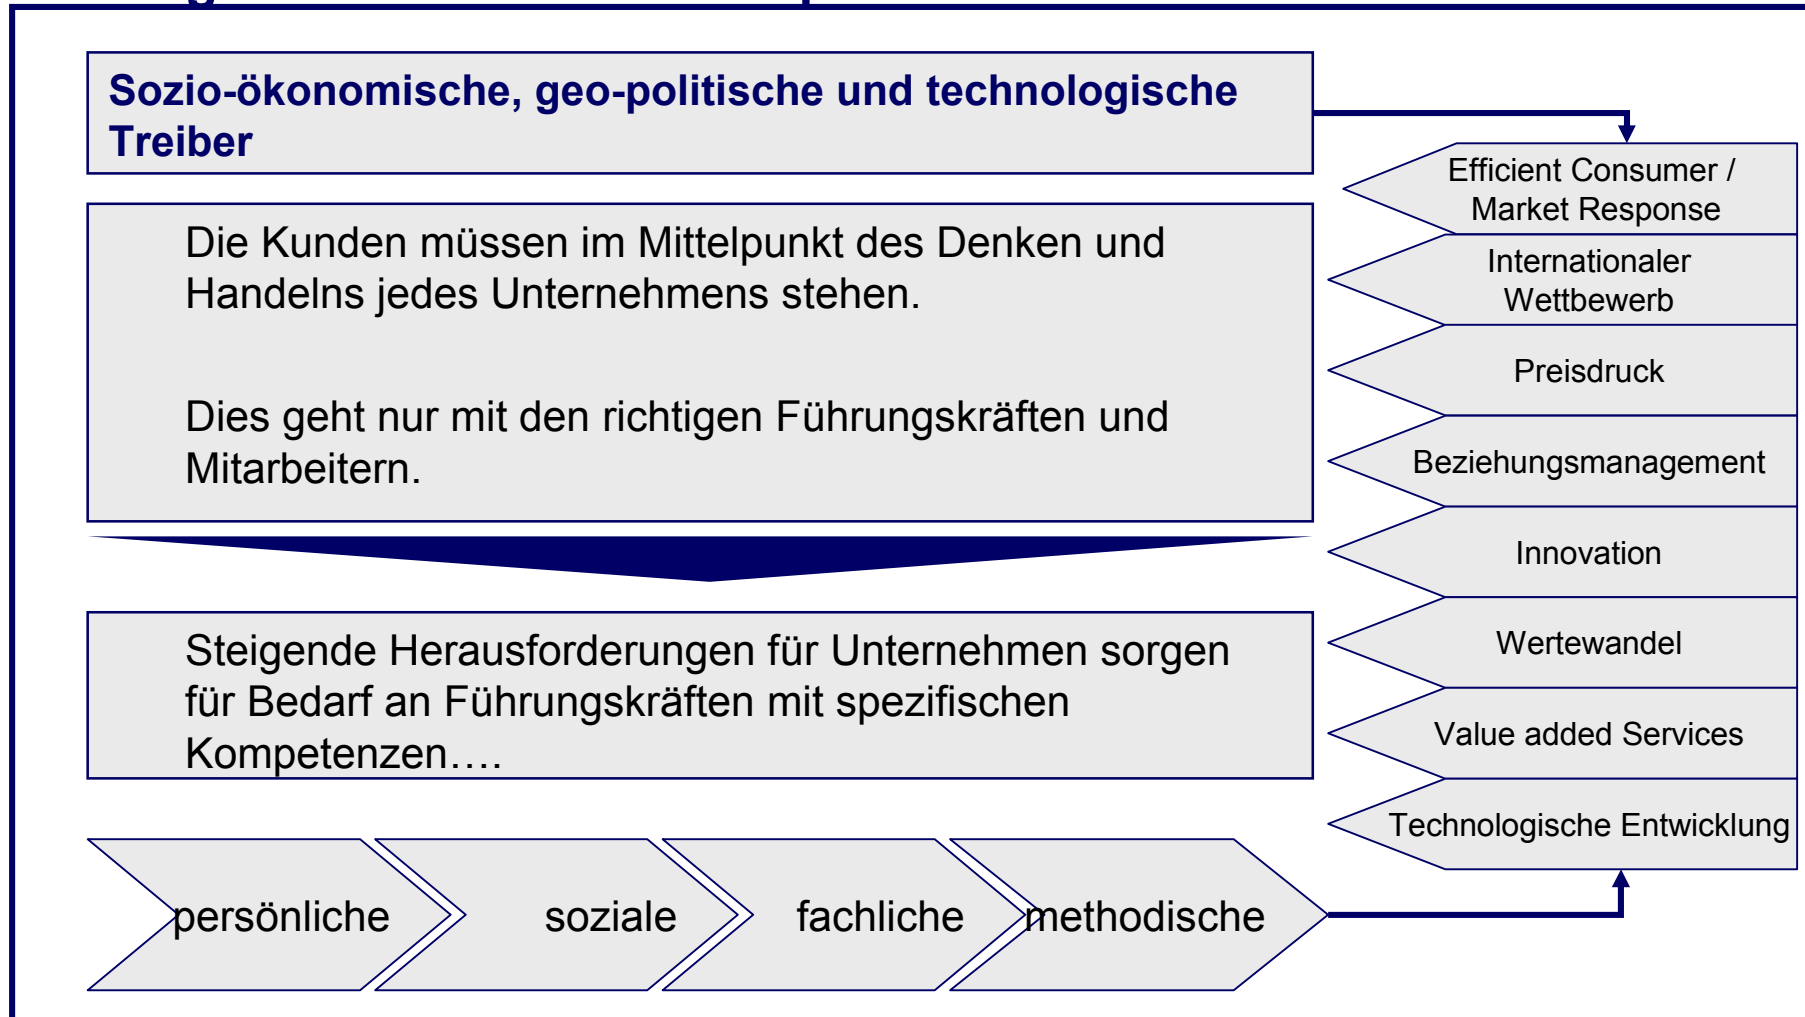 Sozio-ökonomische, geo-politische und technologische
Treiber
Die Kunden müssen im Mittelpunkt des Denken und
Handelns jedes Unternehmens stehen.
Dies geht nur mit den richtigen Führungskräften und
Mitarbeitern.
Steigende Herausforderungen für Unternehmen sorgen
für Bedarf an Führungskräften mit spezifischen
Kompetenzen….
persönliche
soziale
fachliche
methodische
Efficient Consumer /
Market Response
Internationaler
Wettbewerb
Preisdruck
Beziehungsmanagement
Innovation
Wertewandel
Value added Services
Technologische Entwicklung